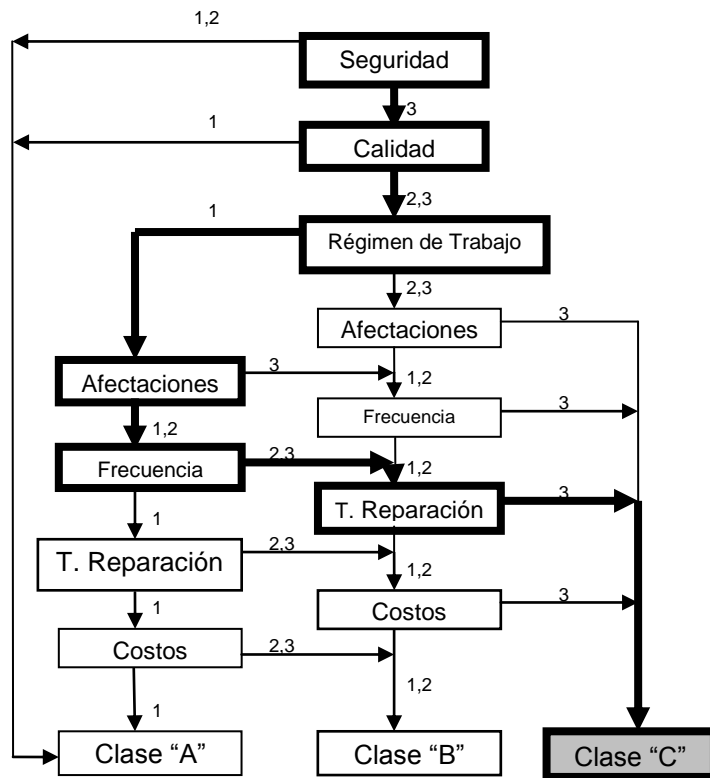 1,2
Seguridad
3
1
Calidad
2,3
1
Régimen de Trabajo
2,3
Afectaciones
3
3
Afectaciones
1,2
Frecuencia
3
1,2
2,3
Frecuencia
1,2
T. Reparación
3
1
T. Reparación
2,3
1,2
Costos
3
1
Costos
2,3
1,2
1
Clase “A”
Clase “B”
Clase “C”